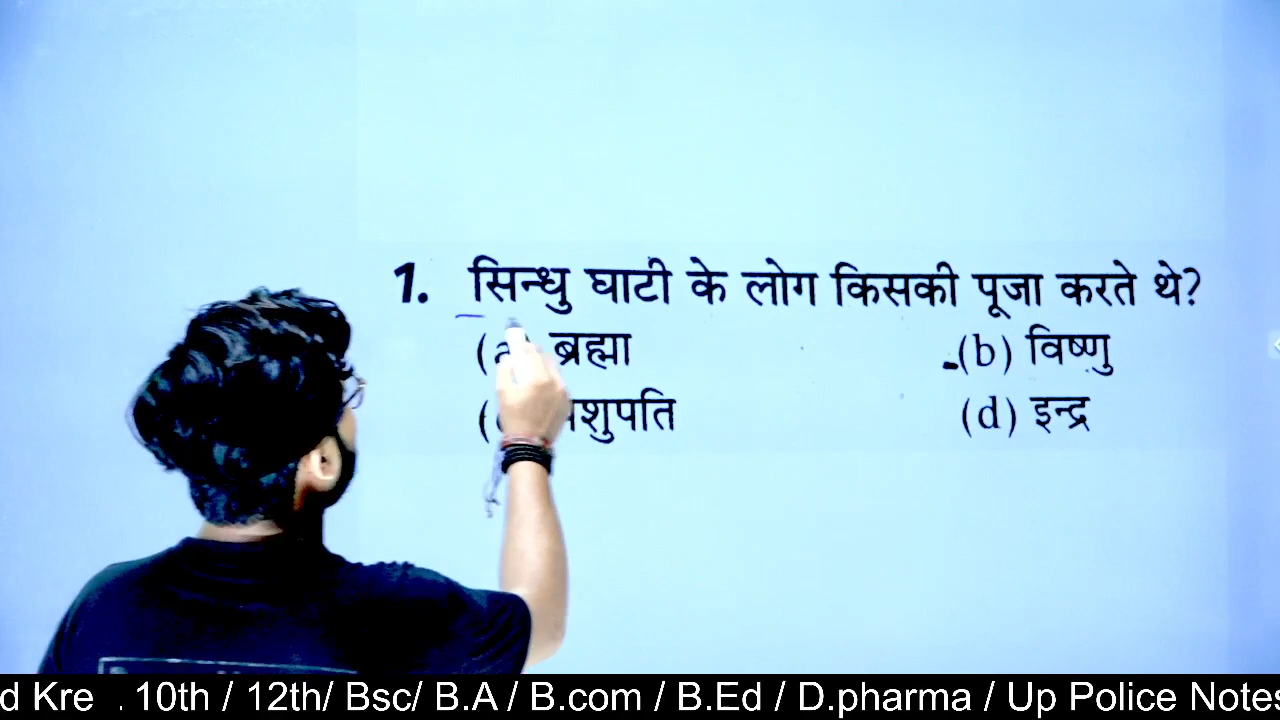 1. सिन्धु घाटी के लोग किसकी पूजा करते थे?
ब्रह्मा (b) विष्णु
(d) इन्द्र
10th / 12th/ Bsc/ B.A / B.com / B.Ed / D.pharma / Up Police Notes